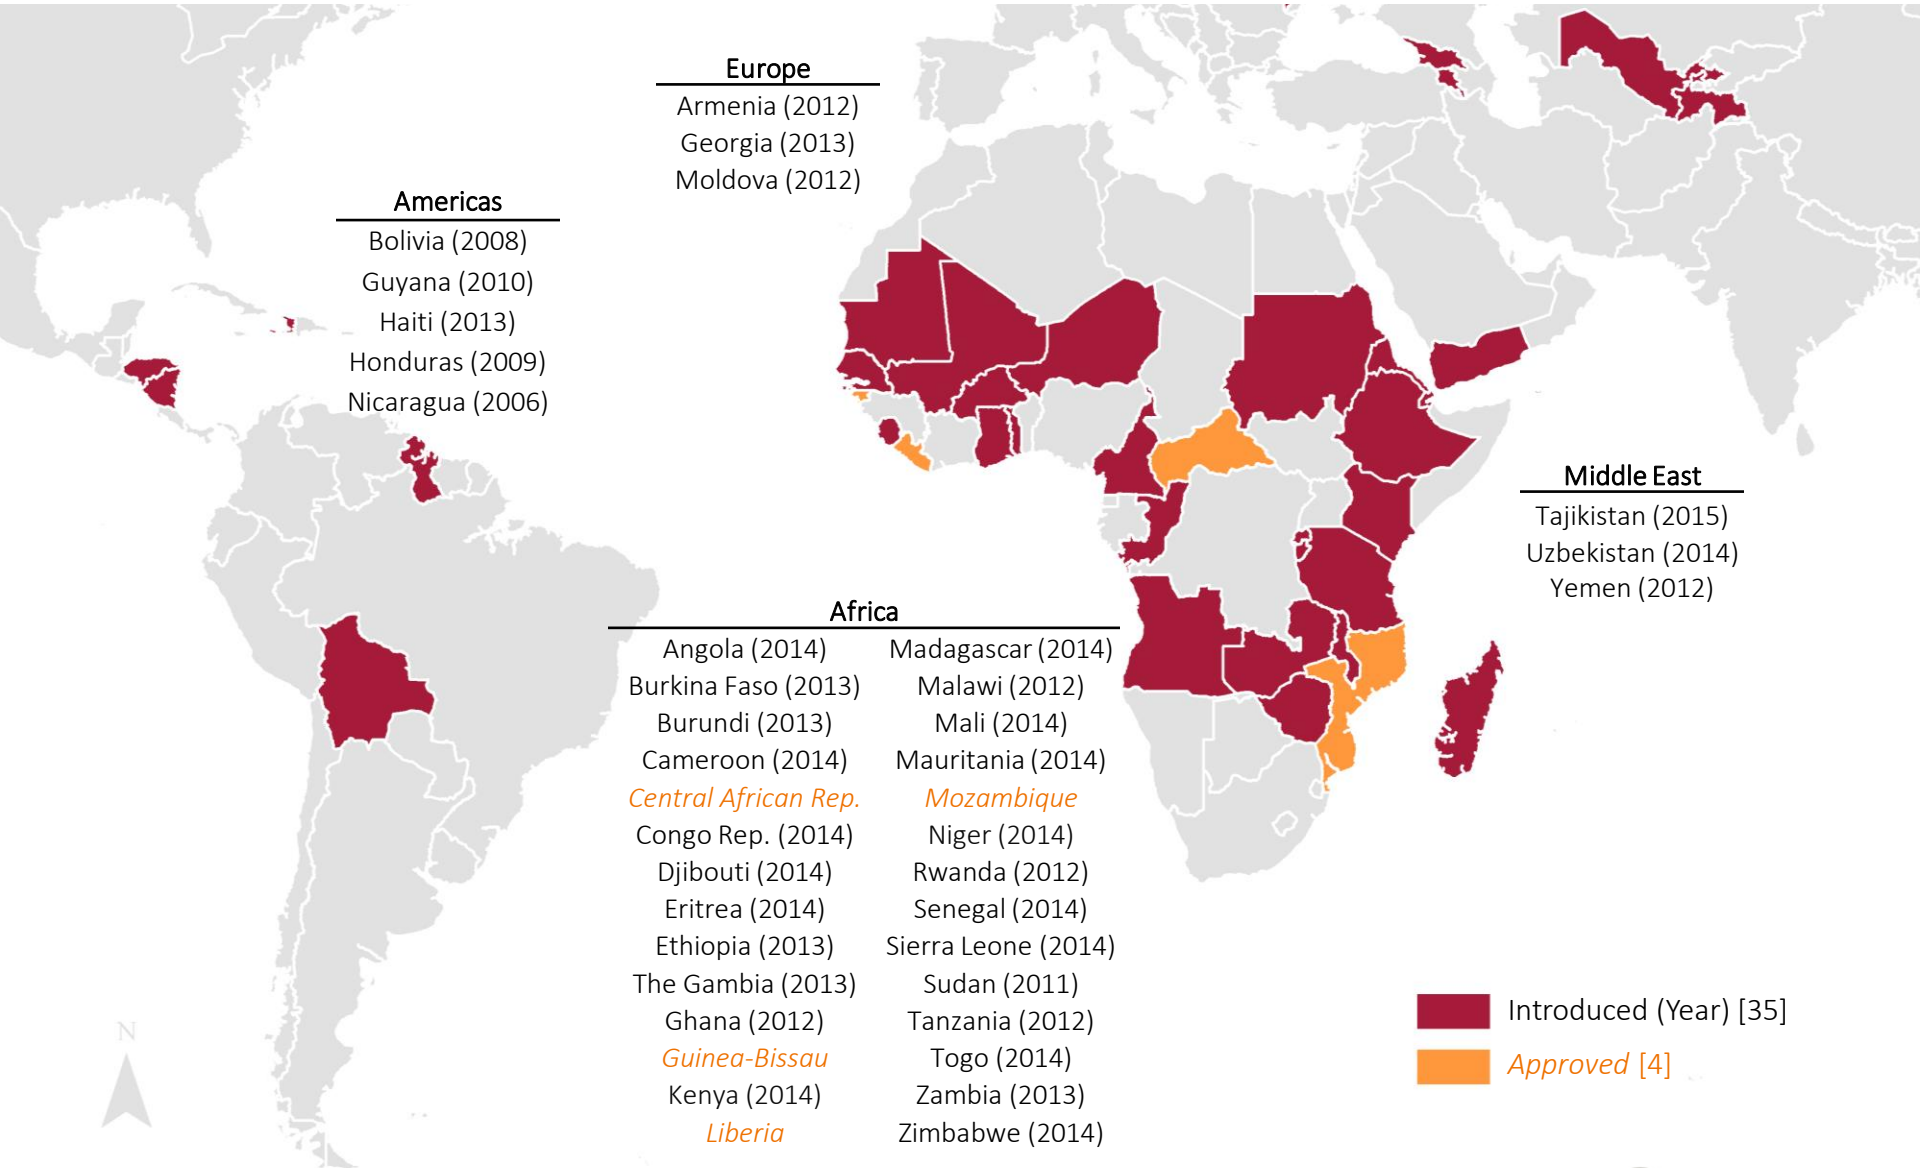 Europe
Armenia (2012)
Georgia (2013)
Moldova (2012)
Americas
Bolivia (2008)
Guyana (2010)
Haiti (2013)
Honduras (2009)
Nicaragua (2006)
Middle East
Tajikistan (2015)
Uzbekistan (2014)
Yemen (2012)
Africa
Angola (2014)
Burkina Faso (2013)
Burundi (2013)
Cameroon (2014)
Central African Rep.
Congo Rep. (2014)
Djibouti (2014)
Eritrea (2014)
Ethiopia (2013)
The Gambia (2013)
Ghana (2012)
Guinea-Bissau
Kenya (2014)
Liberia
Madagascar (2014)
Malawi (2012)
Mali (2014)
Mauritania (2014)
Mozambique
Niger (2014)
Rwanda (2012)
Senegal (2014)
Sierra Leone (2014)
Sudan (2011)
Tanzania (2012)
Togo (2014)
Zambia (2013)
Zimbabwe (2014)
Introduced (Year) [35]
Approved [4]
N